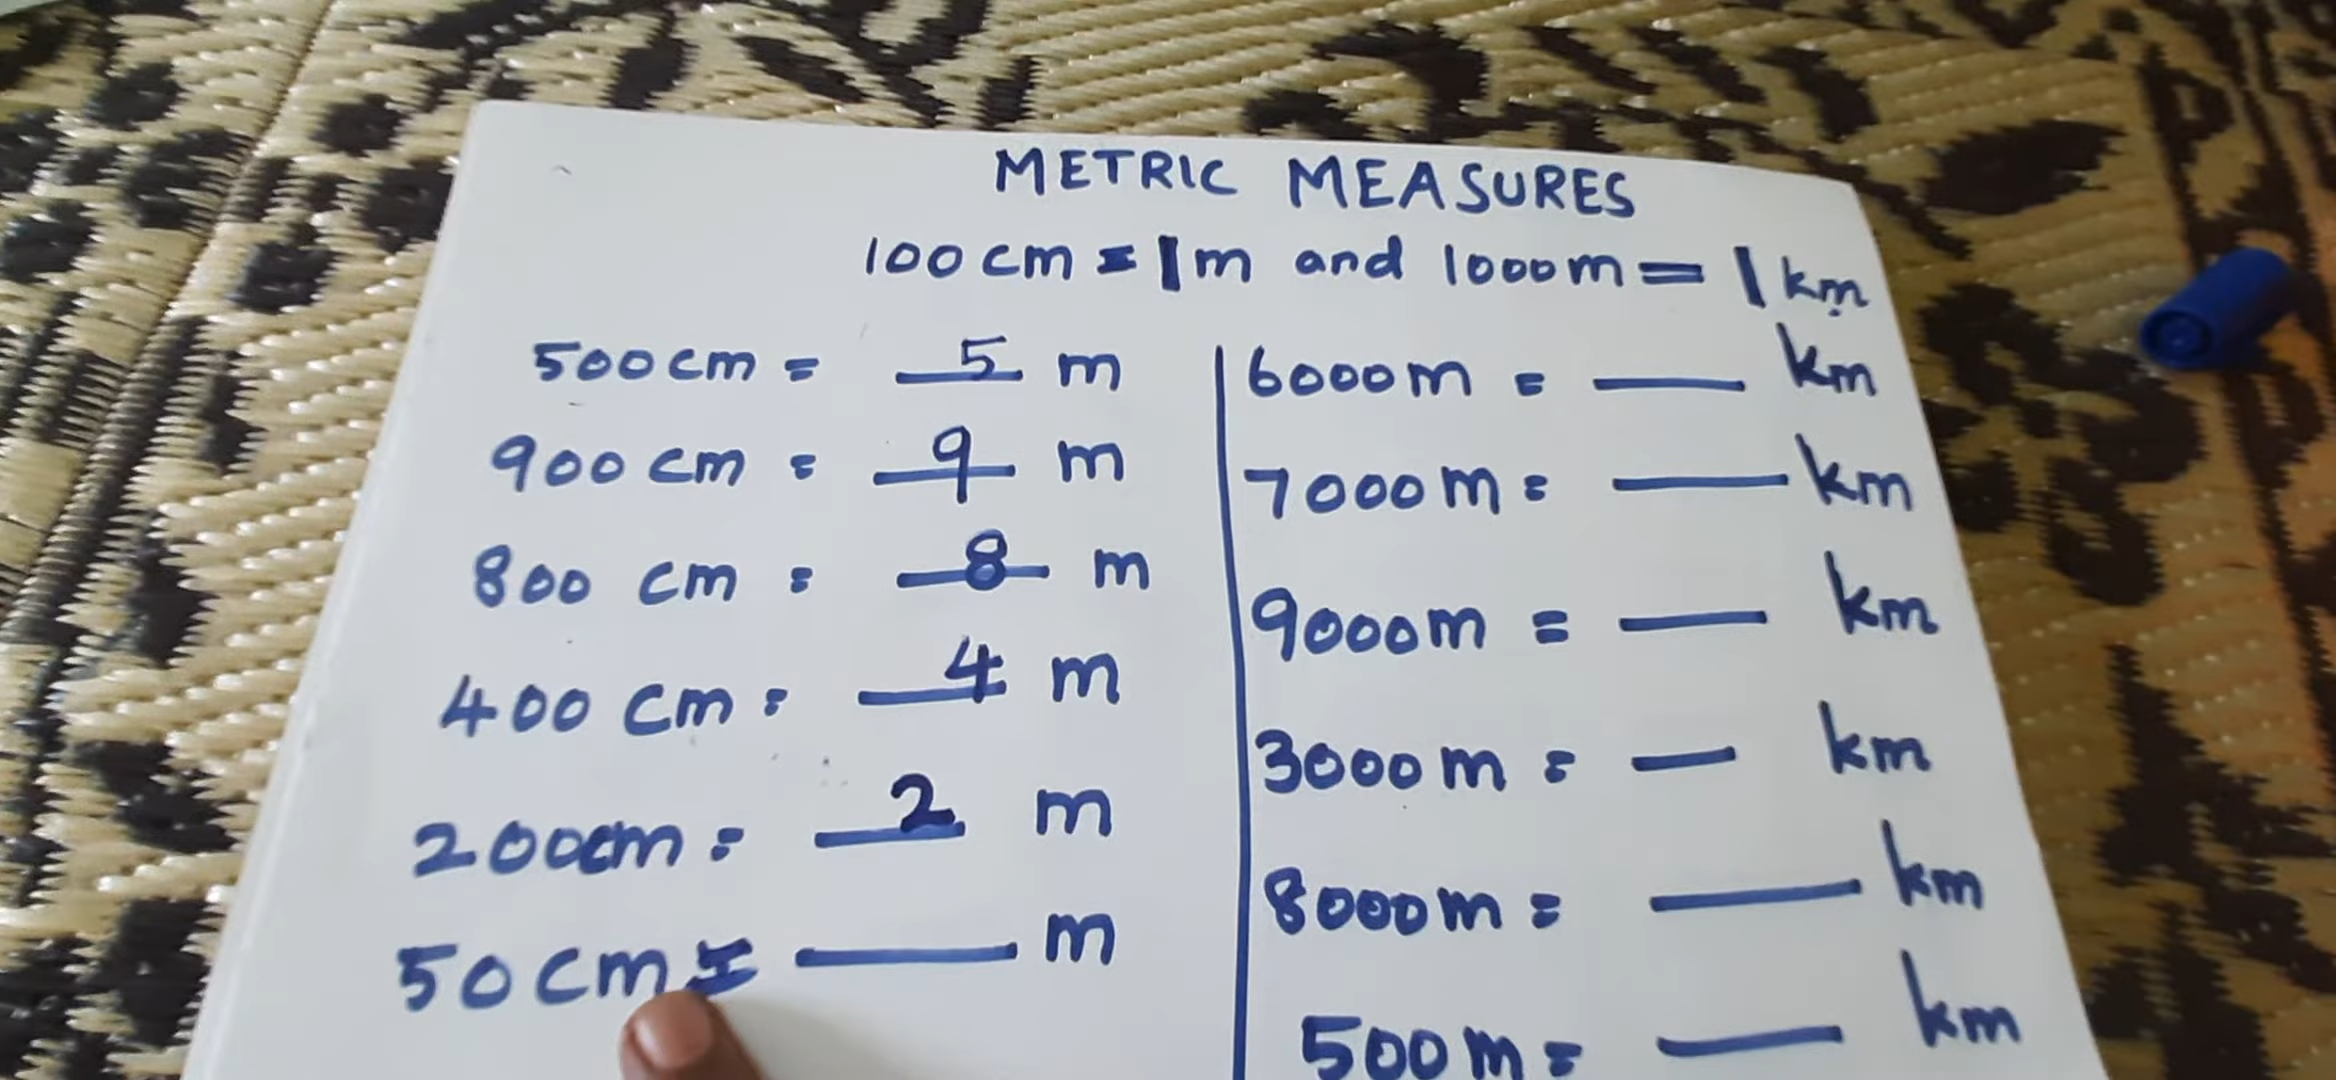 METRIC MEASURES
100 cm = 1 m and 1000 m = 1 km
500 cm = 5 m
900 cm = 9 m
800 cm = 8 m
400 cm = 4 m
200 cm = 2 m
50 cm = ___ m
6000 m = ___ km
7000 m = ___ km
9000 m = ___ km
3000 m = ___ km
8000 m = ___ km
500 m = ___ km